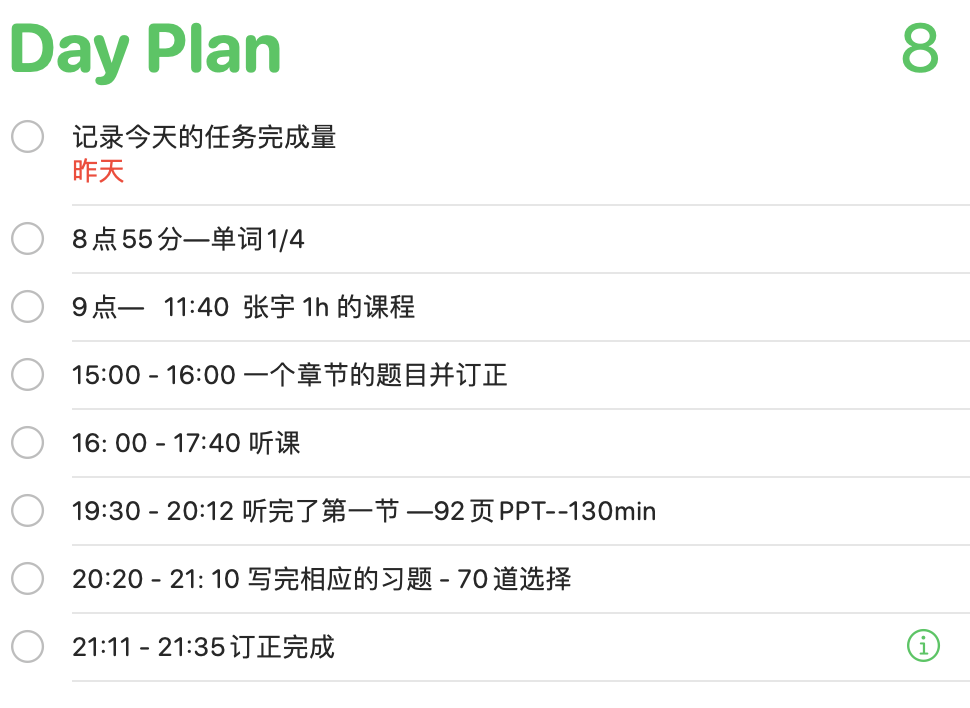 Day Plan
8
记录今天的任务完成量
昨天
8点55分—单词1/4
9点— 11:40 张宇 1h 的课程
15:00 - 16:00 一个章节的题目并订正
16: 00 - 17:40 听课
19:30 - 20:12 听完了第一节 —92页PPT--130min
20:20 - 21: 10 写完相应的习题 - 70道选择
21:11 - 21:35订正完成